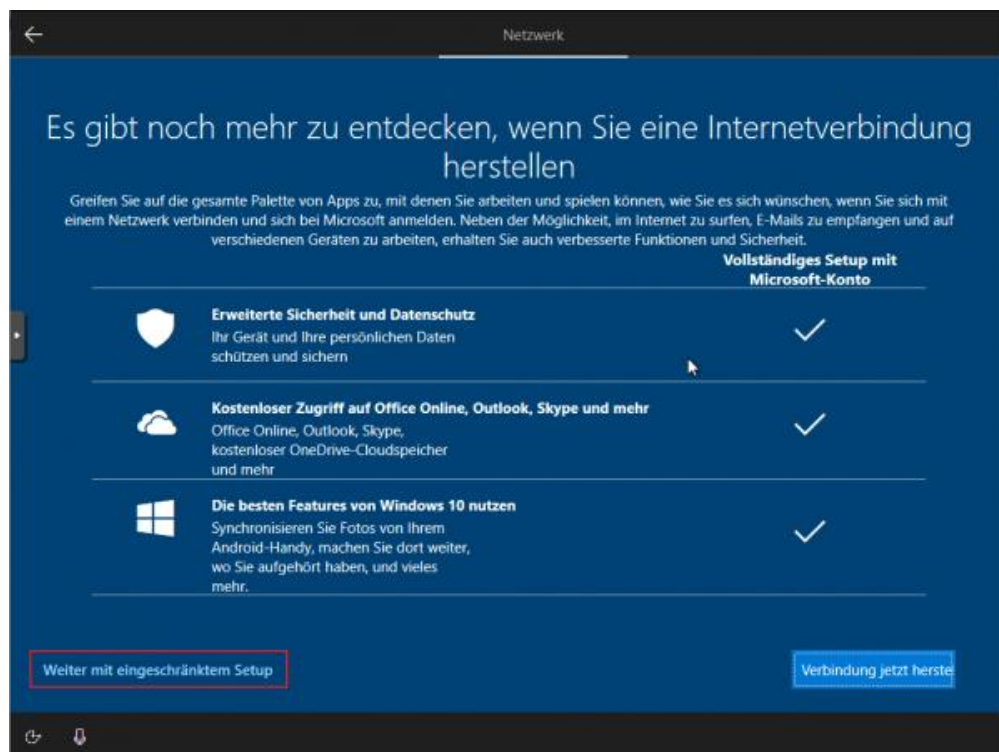 Netzwerk
Es gibt noch mehr zu entdecken, wenn Sie eine Internetverbindung
herstellen
Greifen Sie auf die gesamte Palette von Apps zu, mit denen Sie arbeiten und spielen können, wie Sie es sich wünschen, wenn Sie sich mit
einem Netzwerk verbinden und sich bei Microsoft anmelden. Neben der Möglichkeit, im Internet zu surfen, E-Mails zu empfangen und auf
verschiedenen Geräten zu arbeiten, erhalten Sie auch verbesserte Funktionen und Sicherheit.
Vollständiges Setup mit
Microsoft-Konto
Erweiterte Sicherheit und Datenschutz
Ihr Gerät und Ihre persönlichen Daten
schützen und sichern
Kostenloser Zugriff auf Office Online, Outlook, Skype und mehr
Office Online, Outlook, Skype,
kostenloser OneDrive-Cloudspeicher
und mehr
Die besten Features von Windows 10 nutzen
Synchronisieren Sie Fotos von Ihrem
Android-Handy, machen Sie dort weiter,
wo Sie aufgehört haben, und vieles
mehr.
Weiter mit eingeschränktem Setup
Verbindung jetzt herste